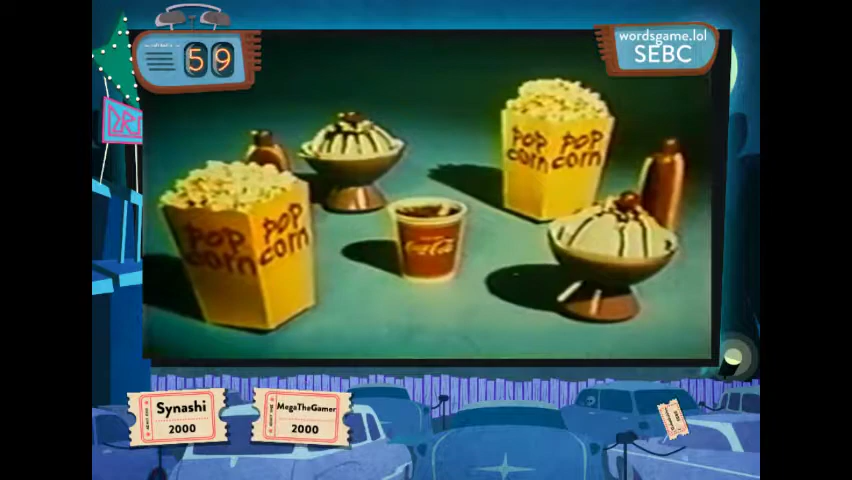 59
wordsgame.lol
SEBC
POP
corn
POP
corn
POP
corn
POP
corn
Coca-Cola
Synashi
2000
MegaTheGamer
2000